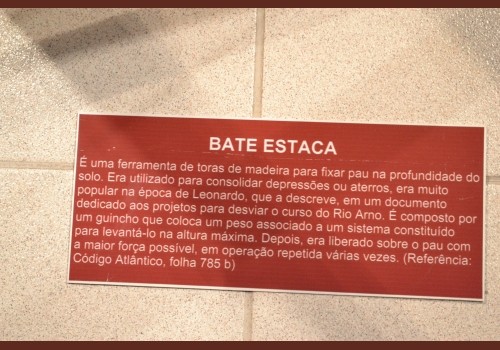 BATE ESTACA
É uma ferramenta de toras de madeira para fixar pau na profundidade do
solo. Era utilizado para consolidar depressões ou aterros, era muito
popular na época de Leonardo, que a descreve, em um documento
dedicado aos projetos para desviar o curso do Rio Arno. É composto por
um guincho que coloca um peso associado a um sistema constituído
para levantá-lo na altura máxima. Depois, era liberado sobre o pau com
a maior força possível, em operação repetida várias vezes. (Referência:
Código Atlântico, folha 785 b)